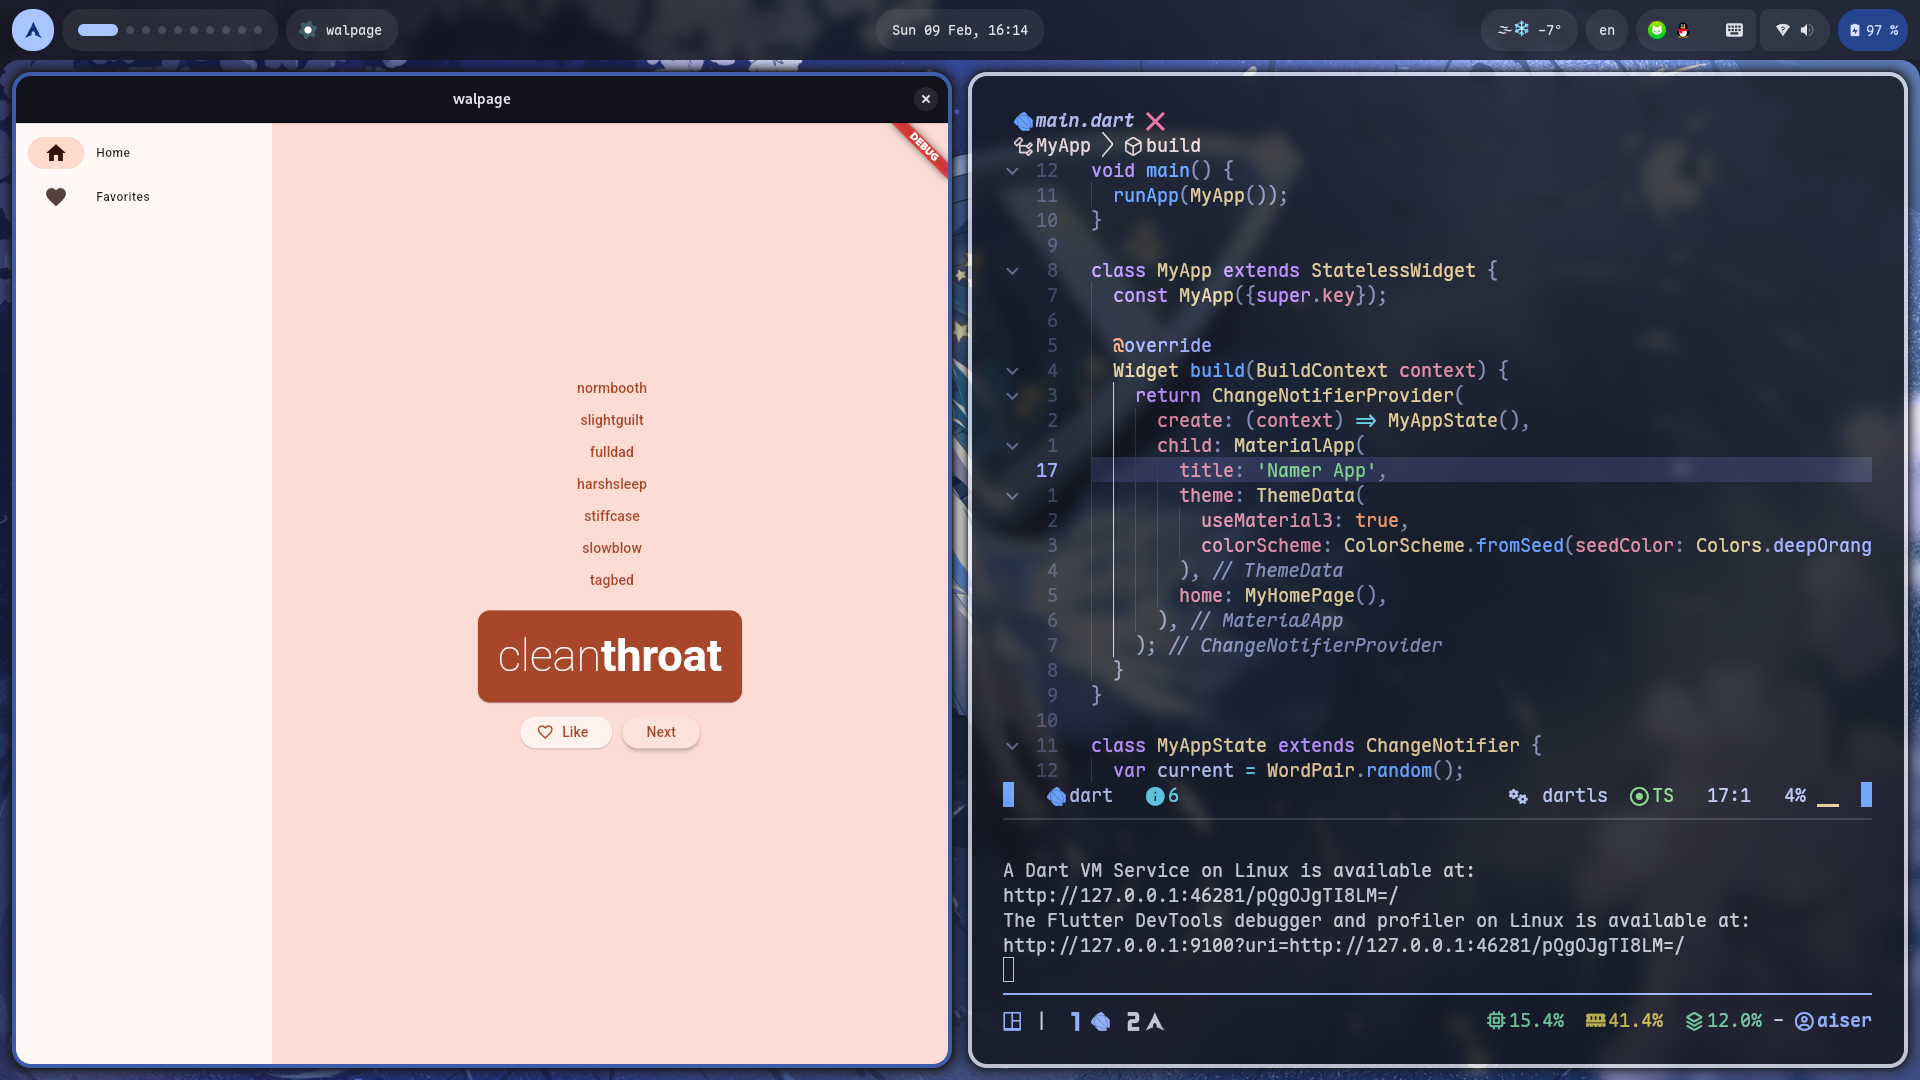 walpage
Sun 09 Feb, 16:14
-7°
en
97 %
walpage
DEBUG
Home
Favorites
normbooth
slightguilt
fulldad
harshsleep
stiffcase
slowblow
tagbed
cleanthroat
Like
Next
main.dart
MyApp > build
12 void main() {
11 runApp(MyApp());
10 }
9
8 class MyApp extends StatelessWidget {
7 const MyApp({super.key});
6
5 @override
4 Widget build(BuildContext context) {
3 return ChangeNotifierProvider(
2 create: (context) => MyAppState(),
1 child: MaterialApp(
17 title: 'Namer App',
1 theme: ThemeData(
2 useMaterial3: true,
3 colorScheme: ColorScheme.fromSeed(seedColor: Colors.deepOrang
4 ), // ThemeData
5 home: MyHomePage(),
6 ), // MaterialApp
7 ); // ChangeNotifierProvider
8 }
9 }
10
11 class MyAppState extends ChangeNotifier {
12 var current = WordPair.random();
dart 6 dartls TS 17:1 4% __
A Dart VM Service on Linux is available at:
http://127.0.0.1:46281/pQgOJgTI8LM=/
The Flutter DevTools debugger and profiler on Linux is available at:
http://127.0.0.1:9100?uri=http://127.0.0.1:46281/pQgOJgTI8LM=/
| 1 2 15.4% 41.4% 12.0% - aiser